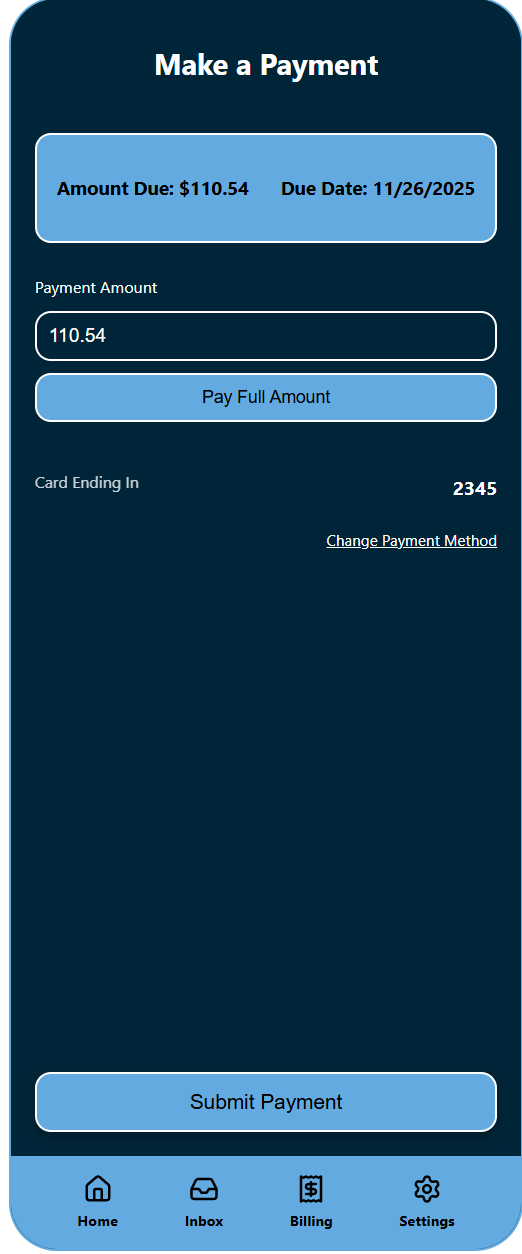 Make a Payment
Amount Due: $110.54 Due Date: 11/26/2025
Payment Amount
110.54
Pay Full Amount
Card Ending In 2345
Change Payment Method
Submit Payment
Home Inbox Billing Settings